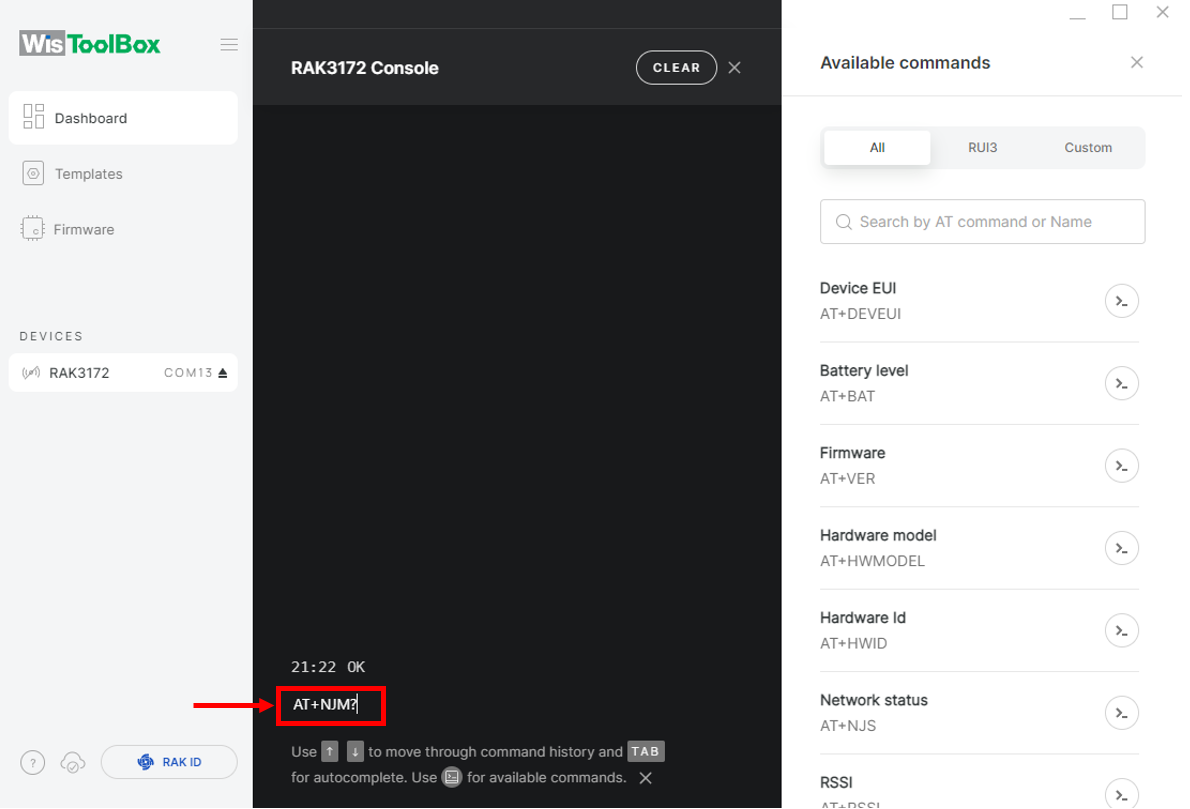 WisToolBox
Dashboard
Templates
Firmware
DEVICES
RAK3172 COM13
?
RAK ID
RAK3172 Console
CLEAR
21:22 OK
AT+NJM?
Use ↑ ↓ to move through command history and TAB
for autocomplete. Use for available commands.
Available commands
All RUI3 Custom
Search by AT command or Name
Device EUI
AT+DEVEUI
Battery level
AT+BAT
Firmware
AT+VER
Hardware model
AT+HWMODEL
Hardware Id
AT+HWID
Network status
AT+NJS
RSSI
AT+RSSI